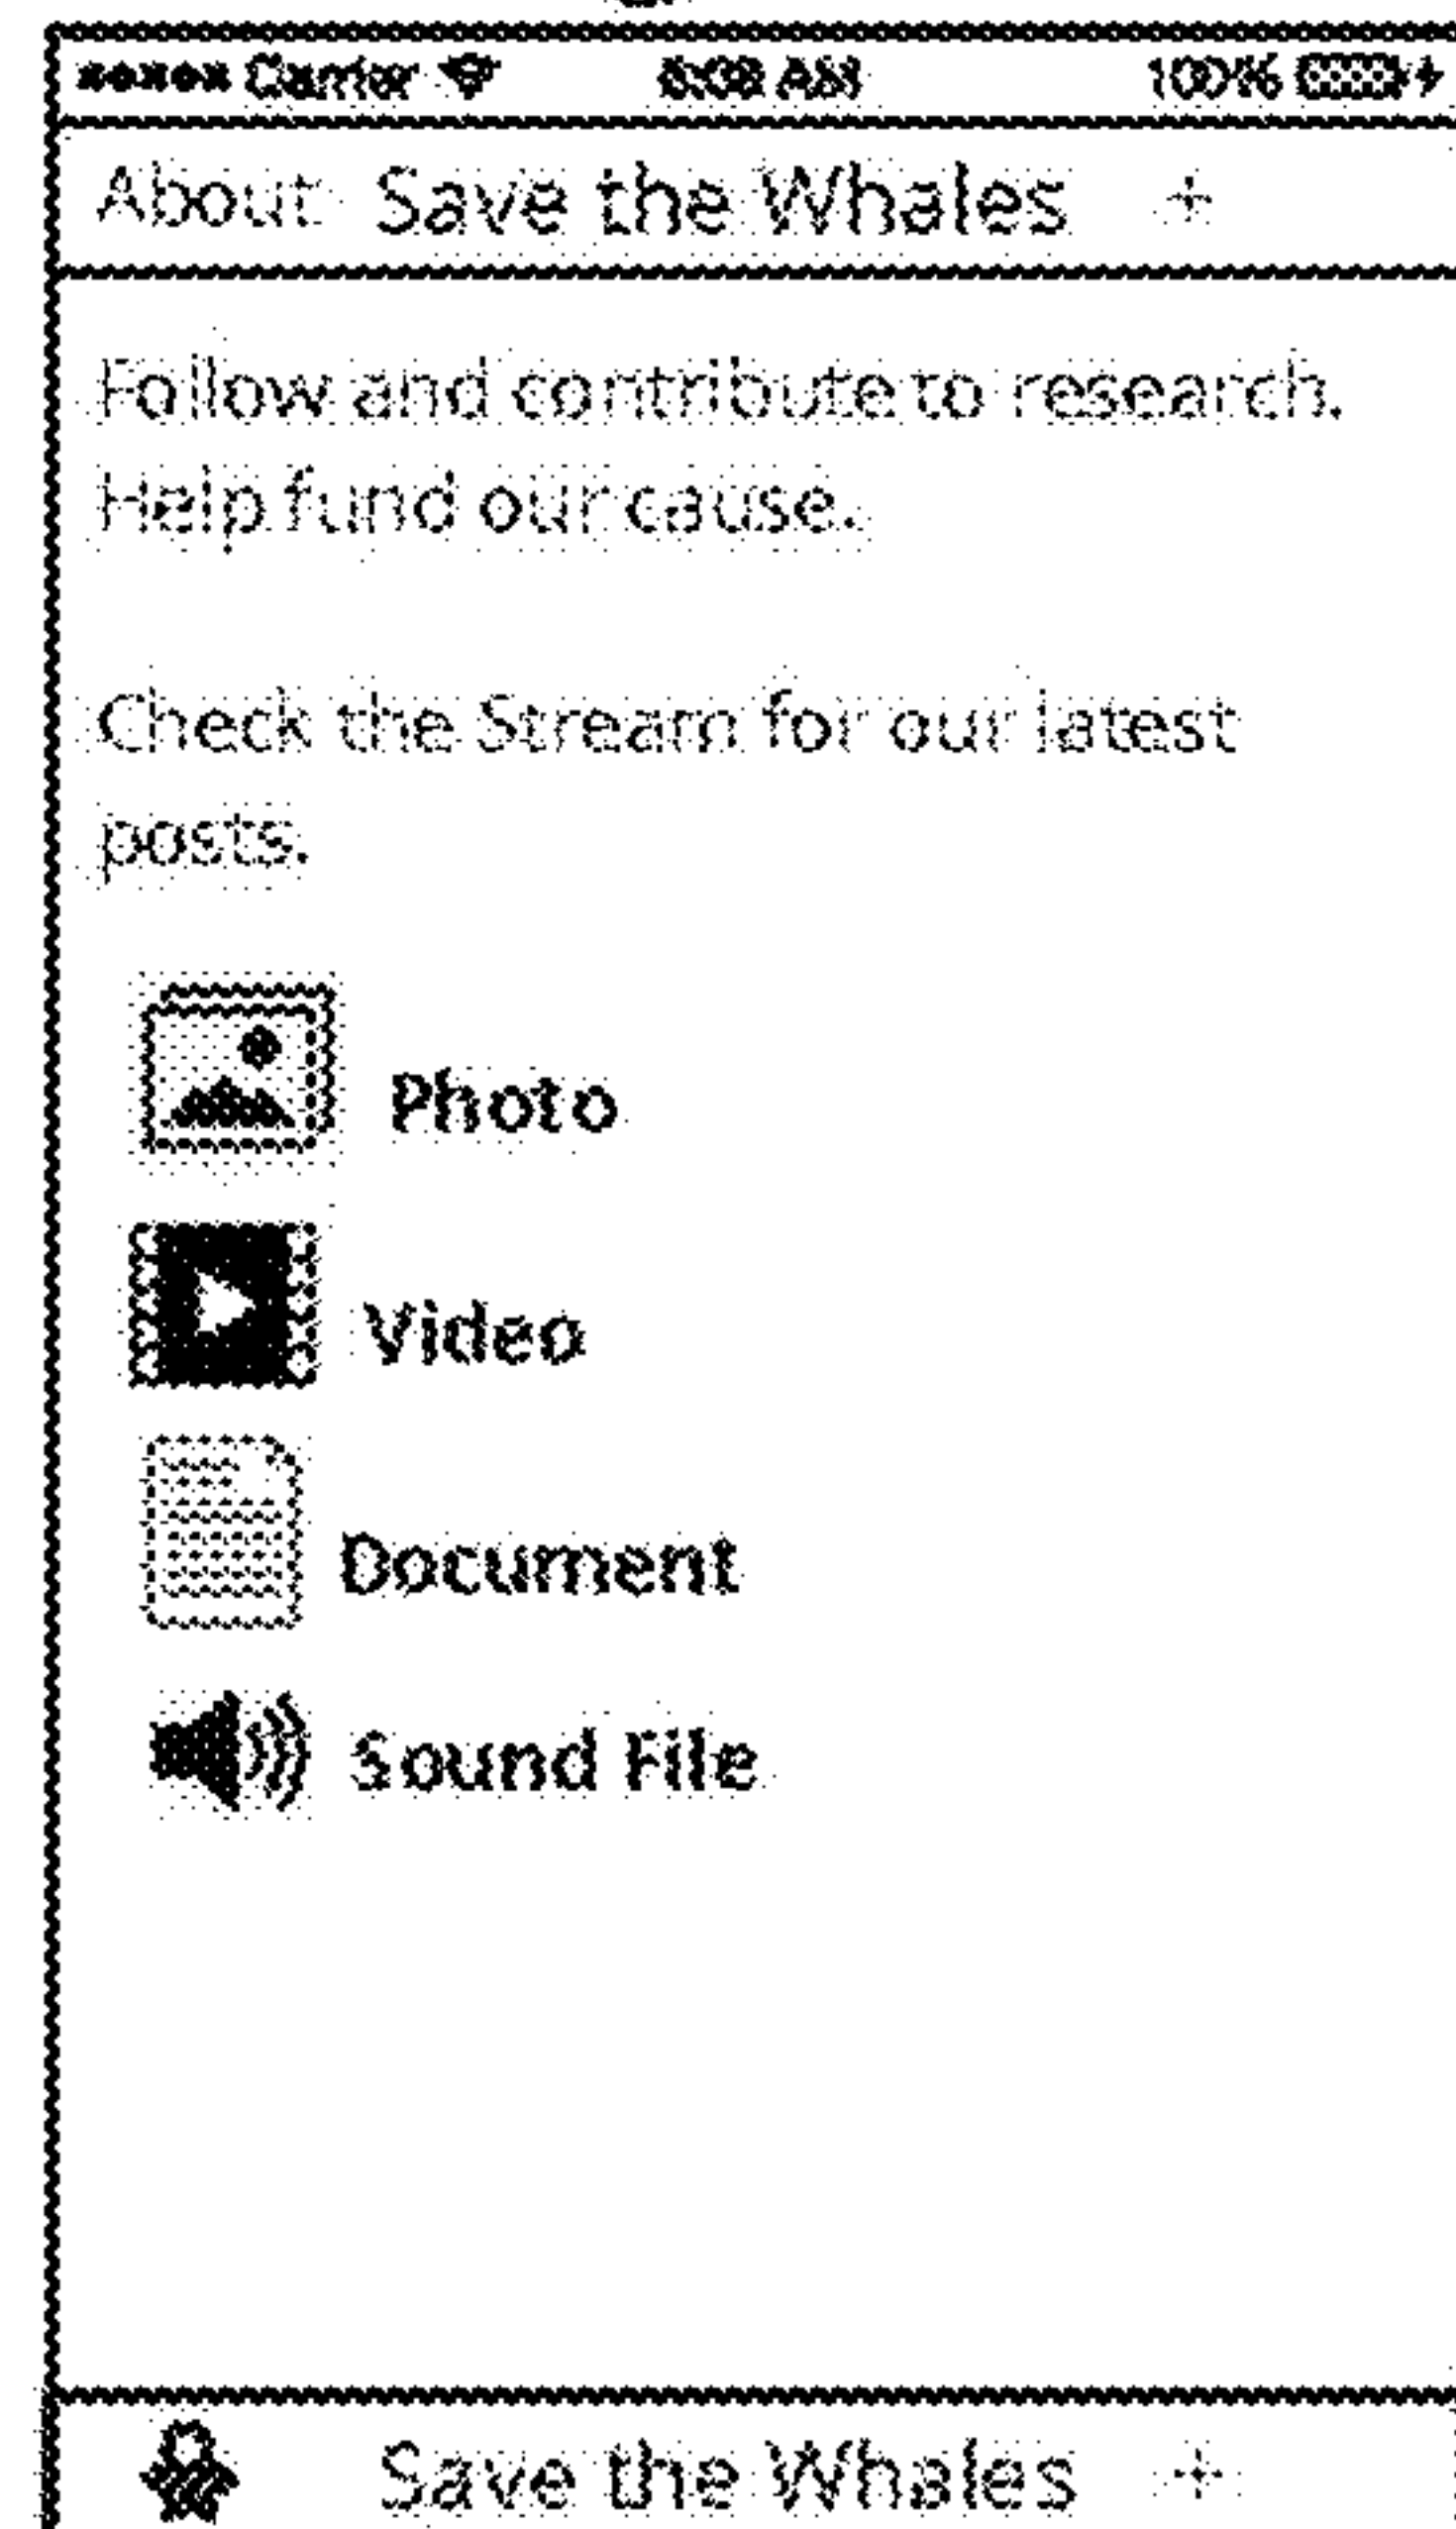 Carrier 100%
About Save the Whales +
Follow and contribute to research.
Help fund our cause.
Check the Stream for our latest
posts.
Photo
Video
Document
Sound File
Save the Whales +